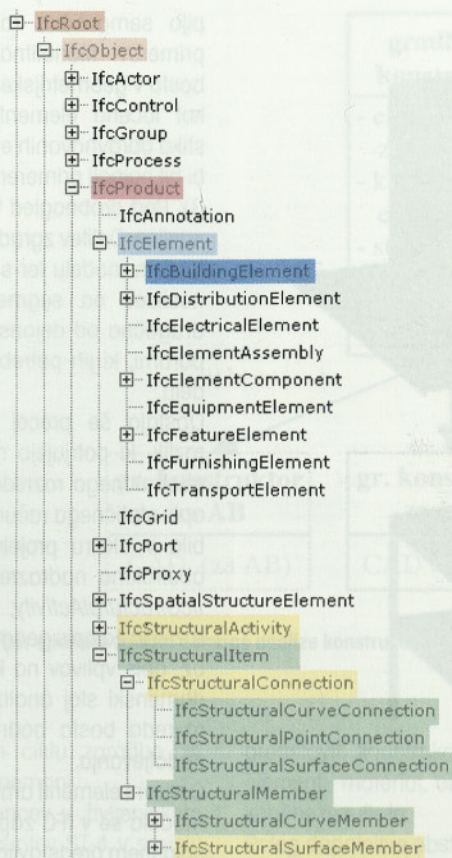 IfcRoot
IfcObject
IfcActor
IfcControl
IfcGroup
IfcProcess
IfcProduct
IfcAnnotation
IfcElement
IfcBuildingElement
IfcDistributionElement
IfcElectricalElement
IfcElementAssembly
IfcElementComponent
IfcEquipmentElement
IfcFeatureElement
IfcFurnishingElement
IfcTransportElement
IfcGrid
IfcPort
IfcProxy
IfcSpatialStructureElement
IfcStructuralActivity
IfcStructuralItem
IfcStructuralConnection
IfcStructuralCurveConnection
IfcStructuralPointConnection
IfcStructuralSurfaceConnection
IfcStructuralMember
IfcStructuralCurveMember
IfcStructuralSurfaceMember